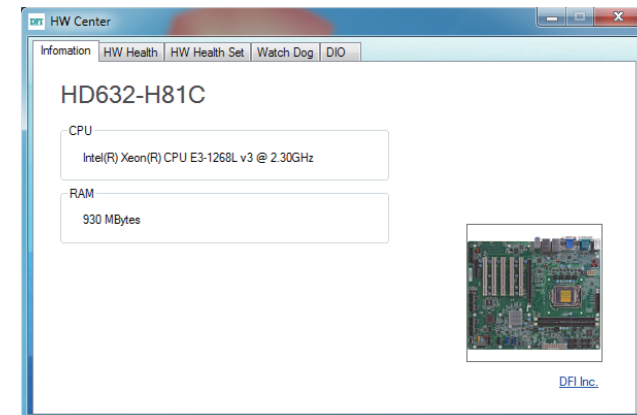 DFI HW Center
Infomation HW Health HW Health Set Watch Dog DIO
HD632-H81C
CPU
Intel(R) Xeon(R) CPU E3-1268L v3 @ 2.30GHz
RAM
930 MBytes
DFI Inc.